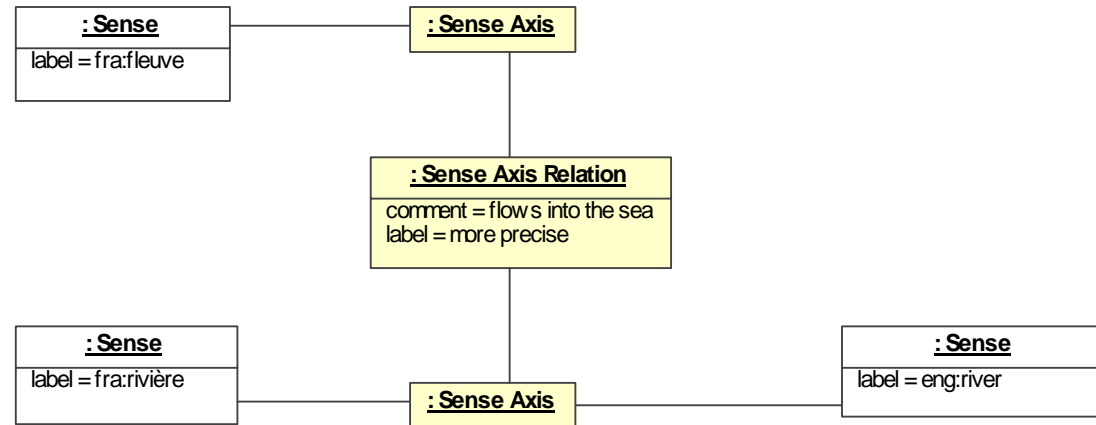 : Sense
label = fra:fleuve
: Sense Axis
: Sense Axis Relation
comment = flows into the sea
label = more precise
: Sense
label = fra:rivière
: Sense Axis
: Sense
label = eng:river